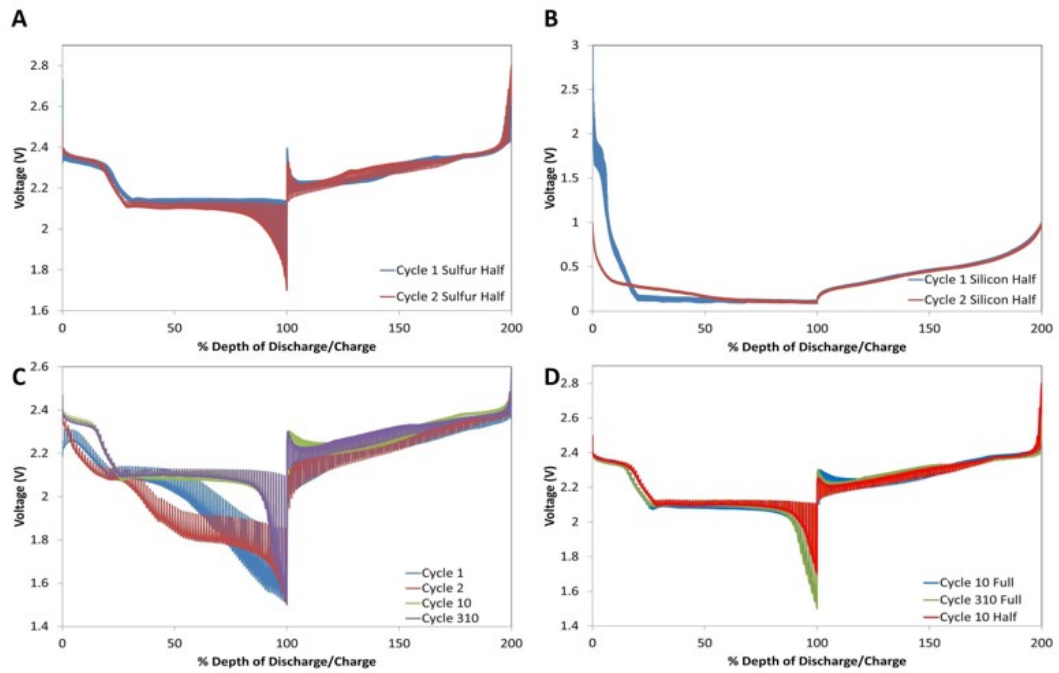 A
2.8
2.6
2.4
2.2
2
1.8
1.6
Voltage (V)
Cycle 1 Sulfur Half
Cycle 2 Sulfur Half
0 50 100 150 200
% Depth of Discharge/Charge
B
3
2.5
2
1.5
1
0.5
0
Voltage (V)
Cycle 1 Silicon Half
Cycle 2 Silicon Half
0 50 100 150 200
% Depth of Discharge/Charge
C
2.6
2.4
2.2
2
1.8
1.6
1.4
Voltage (V)
Cycle 1
Cycle 2
Cycle 10
Cycle 310
0 50 100 150 200
% Depth of Discharge/Charge
D
2.8
2.6
2.4
2.2
2
1.8
1.6
1.4
Voltage (V)
Cycle 10 Full
Cycle 310 Full
Cycle 10 Half
0 50 100 150 200
% Depth of Discharge/Charge